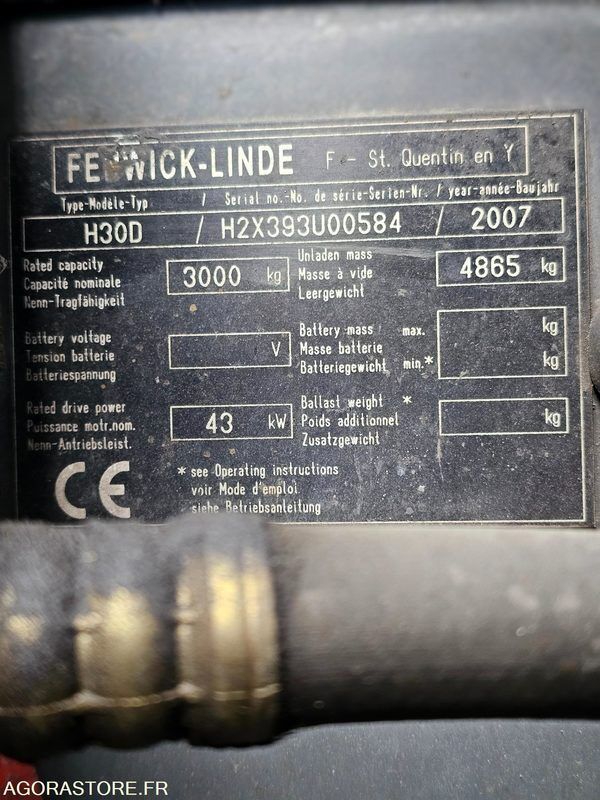 FENWICK-LINDE F - St. Quentin en Y
Type-Modèle-Typ / Serial no.-No. de série-Serien-Nr. / year-année-Baujahr
H30D / H2X393U00584 / 2007
Rated capacity
Capacité nominale
Nenn-Tragfähigkeit
3000 kg
Unladen mass
Masse à vide
Leergewicht
4865 kg
Battery voltage
Tension batterie
Batteriespannung
V
Battery mass max. kg
Masse batterie
Batteriegewicht min.* kg
Rated drive power
Puissance motr.nom.
Nenn-Antriebsleist.
43 kW
Ballast weight *
Poids additionnel
Zusatzgewicht
kg
CE
* see Operating instructions
voir Mode d'emploi
siehe Betriebsanleitung
AGORASTORE.FR